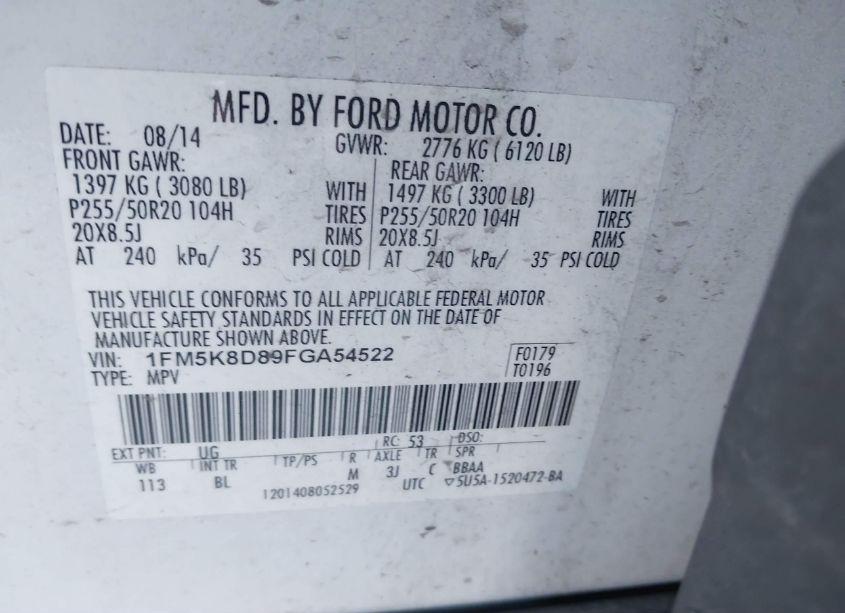 MFD. BY FORD MOTOR CO.
DATE: 08/14 GVWR: 2776 KG ( 6120 LB)
FRONT GAWR: REAR GAWR:
1397 KG ( 3080 LB) WITH 1497 KG ( 3300 LB) WITH
P255/50R20 104H TIRES P255/50R20 104H TIRES
20X8.5J RIMS 20X8.5J RIMS
AT 240 kPa/ 35 PSI COLD AT 240 kPa/ 35 PSI COLD
THIS VEHICLE CONFORMS TO ALL APPLICABLE FEDERAL MOTOR
VEHICLE SAFETY STANDARDS IN EFFECT ON THE DATE OF
MANUFACTURE SHOWN ABOVE.
VIN: 1FM5K8D89FGA54522 F0179
TYPE: MPV T0196
EXT PNT: UG RC: 53 DSO:
WB INT TR TP/PS R AXLE TR SPR
113 BL M 3J C BBAA
1201408052529 UTC ▽5U5A-1520472-BA